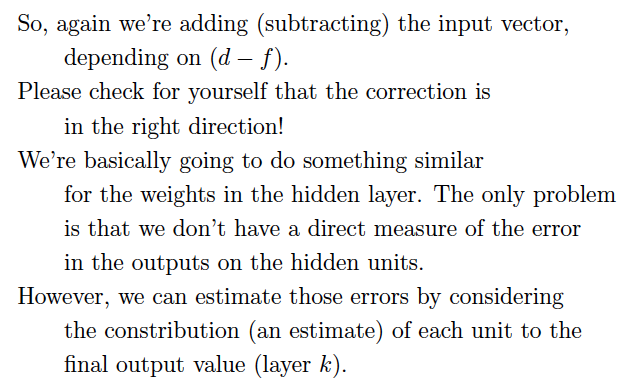 So, again we're adding (subtracting) the input vector,
depending on (d − f).
Please check for yourself that the correction is
in the right direction!
We're basically going to do something similar
for the weights in the hidden layer. The only problem
is that we don't have a direct measure of the error
in the outputs on the hidden units.
However, we can estimate those errors by considering
the constribution (an estimate) of each unit to the
final output value (layer k).